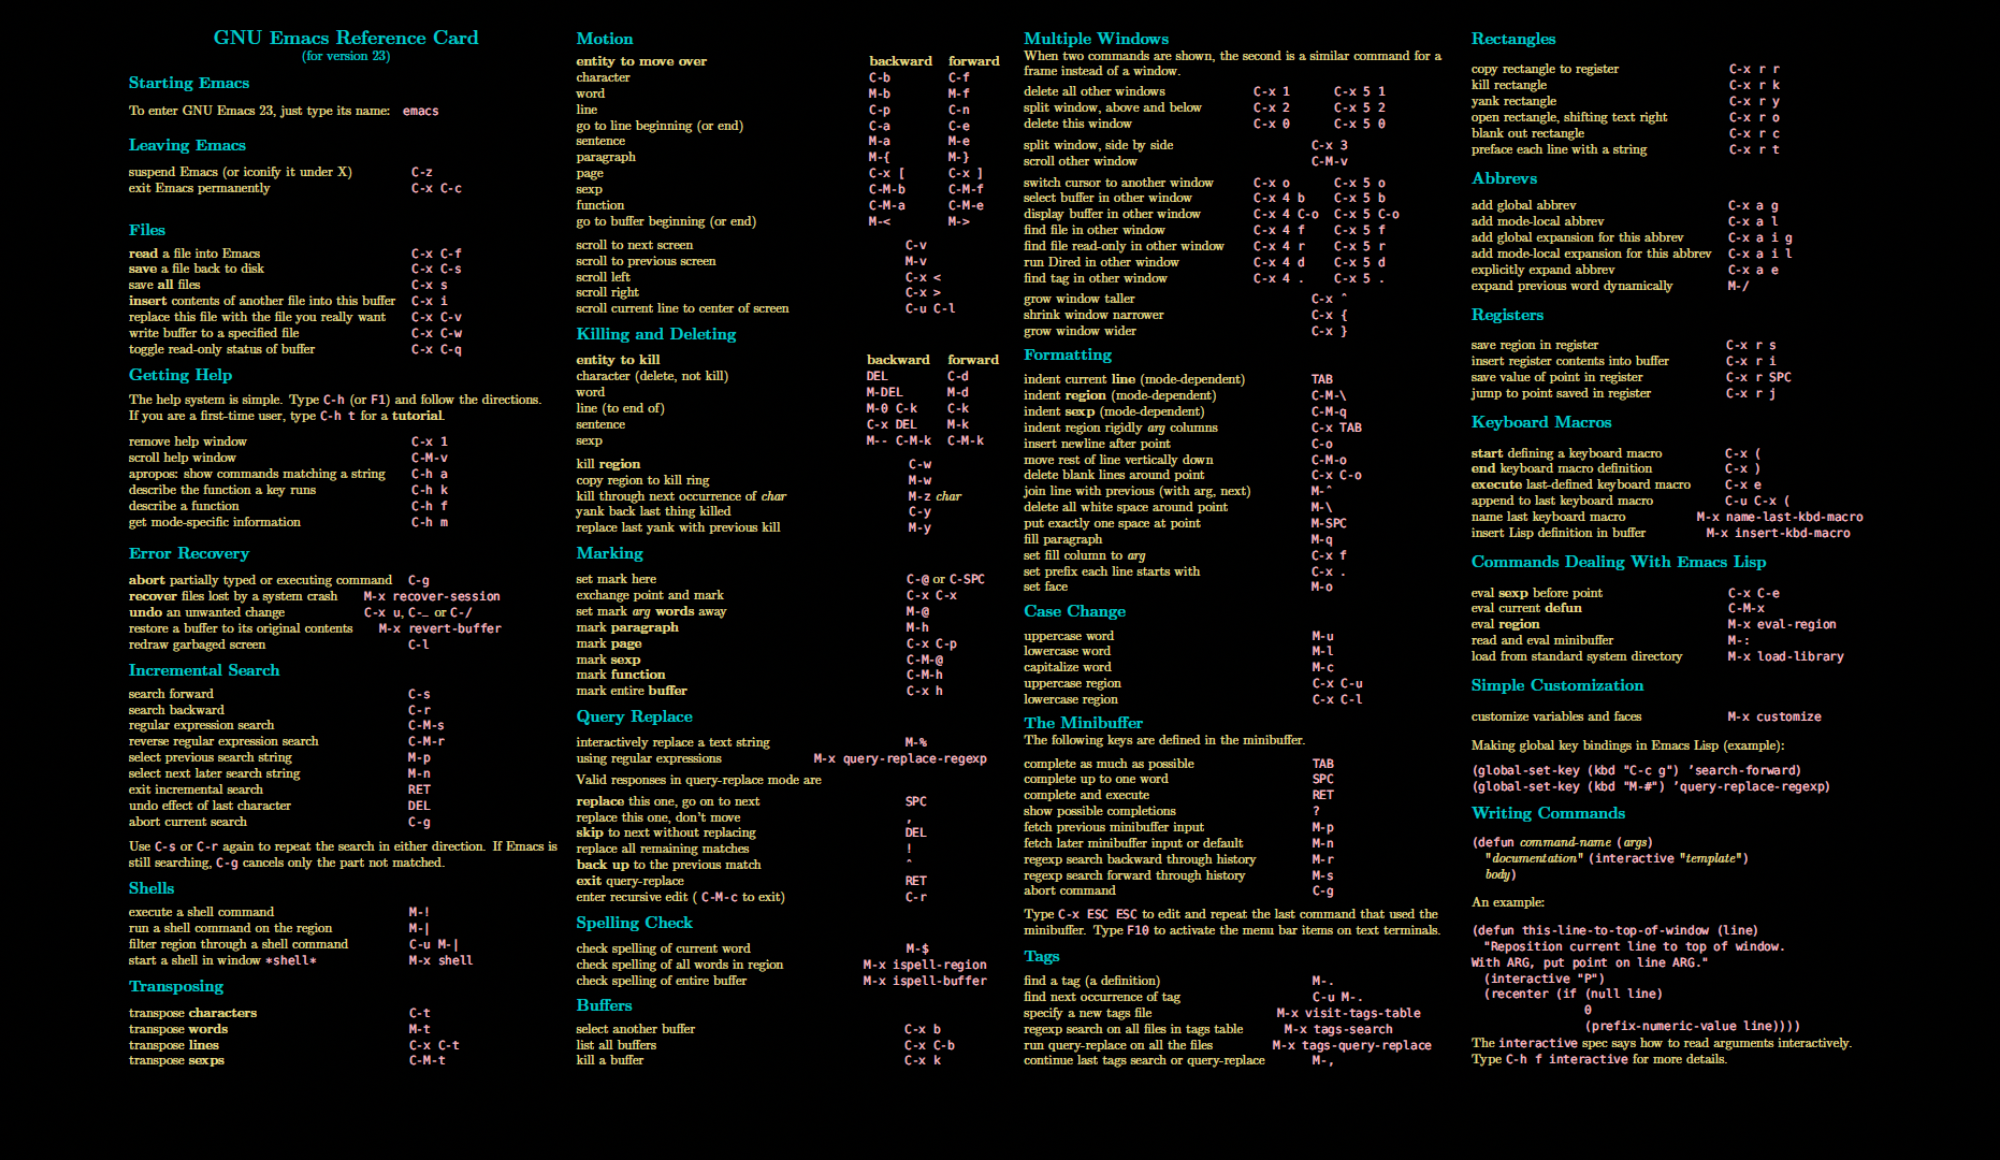 GNU Emacs Reference Card
(for version 23)
Starting Emacs
To enter GNU Emacs 23, just type its name: emacs
Leaving Emacs
suspend Emacs (or iconify it under X) C-z
exit Emacs permanently C-x C-c
Files
read a file into Emacs C-x C-f
save a file back to disk C-x C-s
save all files C-x s
insert contents of another file into this buffer C-x i
replace this file with the file you really want C-x C-v
write buffer to a specified file C-x C-w
toggle read-only status of buffer C-x C-q
Getting Help
The help system is simple. Type C-h (or F1) and follow the directions.
If you are a first-time user, type C-h t for a tutorial.
remove help window C-x 1
scroll help window C-M-v
apropos: show commands matching a string C-h a
describe the function a key runs C-h k
describe a function C-h f
get mode-specific information C-h m
Error Recovery
abort partially typed or executing command C-g
recover files lost by a system crash M-x recover-session
undo an unwanted change C-x u, C-_ or C-/
restore a buffer to its original contents M-x revert-buffer
redraw garbaged screen C-l
Incremental Search
search forward C-s
search backward C-r
regular expression search C-M-s
reverse regular expression search C-M-r
select previous search string M-p
select next later search string M-n
exit incremental search RET
undo effect of last character DEL
abort current search C-g
Use C-s or C-r again to repeat the search in either direction. If Emacs is
still searching, C-g cancels only the part not matched.
Shells
execute a shell command M-!
run a shell command on the region M-|
filter region through a shell command C-u M-|
start a shell in window *shell* M-x shell
Transposing
transpose characters C-t
transpose words M-t
transpose lines C-x C-t
transpose sexps C-M-t
Motion
entity to move over backward forward
character C-b C-f
word M-b M-f
line C-p C-n
go to line beginning (or end) C-a C-e
sentence M-a M-e
paragraph M-{ M-}
page C-x [ C-x ]
sexp C-M-b C-M-f
function C-M-a C-M-e
go to buffer beginning (or end) M-< M->
scroll to next screen C-v
scroll to previous screen M-v
scroll left C-x <
scroll right C-x >
scroll current line to center of screen C-u C-l
Killing and Deleting
entity to kill backward forward
character (delete, not kill) DEL C-d
word M-DEL M-d
line (to end of) M-0 C-k C-k
sentence C-x DEL M-k
sexp M-- C-M-k C-M-k
kill region C-w
copy region to kill ring M-w
kill through next occurrence of char M-z char
yank back last thing killed C-y
replace last yank with previous kill M-y
Marking
set mark here C-@ or C-SPC
exchange point and mark C-x C-x
set mark arg words away M-@
mark paragraph M-h
mark page C-x C-p
mark sexp C-M-@
mark function C-M-h
mark entire buffer C-x h
Query Replace
interactively replace a text string M-%
using regular expressions M-x query-replace-regexp
Valid responses in query-replace mode are
replace this one, go on to next SPC
replace this one, don't move ,
skip to next without replacing DEL
replace all remaining matches !
back up to the previous match ^
exit query-replace RET
enter recursive edit ( C-M-c to exit) C-r
Spelling Check
check spelling of current word M-$
check spelling of all words in region M-x ispell-region
check spelling of entire buffer M-x ispell-buffer
Buffers
select another buffer C-x b
list all buffers C-x C-b
kill a buffer C-x k
Multiple Windows
When two commands are shown, the second is a similar command for a
frame instead of a window.
delete all other windows C-x 1 C-x 5 1
split window, above and below C-x 2 C-x 5 2
delete this window C-x 0 C-x 5 0
split window, side by side C-x 3
scroll other window C-M-v
switch cursor to another window C-x o C-x 5 o
select buffer in other window C-x 4 b C-x 5 b
display buffer in other window C-x 4 C-o C-x 5 C-o
find file in other window C-x 4 f C-x 5 f
find file read-only in other window C-x 4 r C-x 5 r
run Dired in other window C-x 4 d C-x 5 d
find tag in other window C-x 4 . C-x 5 .
grow window taller C-x ^
shrink window narrower C-x {
grow window wider C-x }
Formatting
indent current line (mode-dependent) TAB
indent region (mode-dependent) C-M-\
indent sexp (mode-dependent) C-M-q
indent region rigidly arg columns C-x TAB
insert newline after point C-o
move rest of line vertically down C-M-o
delete blank lines around point C-x C-o
join line with previous (with arg, next) M-^
delete all white space around point M-\
put exactly one space at point M-SPC
fill paragraph M-q
set fill column to arg C-x f
set prefix each line starts with C-x .
set face M-o
Case Change
uppercase word M-u
lowercase word M-l
capitalize word M-c
uppercase region C-x C-u
lowercase region C-x C-l
The Minibuffer
The following keys are defined in the minibuffer.
complete as much as possible TAB
complete up to one word SPC
complete and execute RET
show possible completions ?
fetch previous minibuffer input M-p
fetch later minibuffer input or default M-n
regexp search backward through history M-r
regexp search forward through history M-s
abort command C-g
Type C-x ESC ESC to edit and repeat the last command that used the
minibuffer. Type F10 to activate the menu bar items on text terminals.
Tags
find a tag (a definition) M-.
find next occurrence of tag C-u M-.
specify a new tags file M-x visit-tags-table
regexp search on all files in tags table M-x tags-search
run query-replace on all the files M-x tags-query-replace
continue last tags search or query-replace M-,
Rectangles
copy rectangle to register C-x r r
kill rectangle C-x r k
yank rectangle C-x r y
open rectangle, shifting text right C-x r o
blank out rectangle C-x r c
preface each line with a string C-x r t
Abbrevs
add global abbrev C-x a g
add mode-local abbrev C-x a l
add global expansion for this abbrev C-x a i g
add mode-local expansion for this abbrev C-x a i l
explicitly expand abbrev C-x a e
expand previous word dynamically M-/
Registers
save region in register C-x r s
insert register contents into buffer C-x r i
save value of point in register C-x r SPC
jump to point saved in register C-x r j
Keyboard Macros
start defining a keyboard macro C-x (
end keyboard macro definition C-x )
execute last-defined keyboard macro C-x e
append to last keyboard macro C-u C-x (
name last keyboard macro M-x name-last-kbd-macro
insert Lisp definition in buffer M-x insert-kbd-macro
Commands Dealing With Emacs Lisp
eval sexp before point C-x C-e
eval current defun C-M-x
eval region M-x eval-region
read and eval minibuffer M-:
load from standard system directory M-x load-library
Simple Customization
customize variables and faces M-x customize
Making global key bindings in Emacs Lisp (example):
(global-set-key (kbd "C-c g") ’search-forward)
(global-set-key (kbd "M-#") ’query-replace-regexp)
Writing Commands
(defun command-name (args)
"documentation" (interactive "template")
body)
An example:
(defun this-line-to-top-of-window (line)
"Reposition current line to top of window.
With ARG, put point on line ARG."
(interactive "P")
(recenter (if (null line)
0
(prefix-numeric-value line))))
The interactive spec says how to read arguments interactively.
Type C-h f interactive for more details.